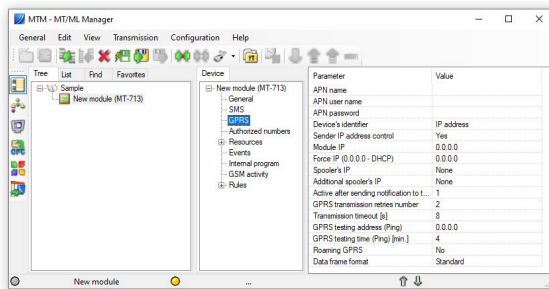 MTM - MT/ML Manager
General Edit View Transmission Configuration Help
Tree List Find Favorites
Sample
New module (MT-713)
Device
New module (MT-713)
General
SMS
GPRS
Authorized numbers
Resources
Events
Internal program
GSM activity
Rules
Parameter Value
APN name
APN user name
APN password
Device's identifier IP address
Sender IP address control Yes
Module IP 0.0.0.0
Force IP (0.0.0.0 - DHCP) 0.0.0.0
Spooler's IP None
Additional spooler's IP None
Active after sending notification to t... 1
GPRS transmission retries number 2
Transmission timeout [s] 8
GPRS testing address (Ping) 0.0.0.0
GPRS testing time (Ping) [min.] 4
Roaming GPRS No
Data frame format Standard
New module ...